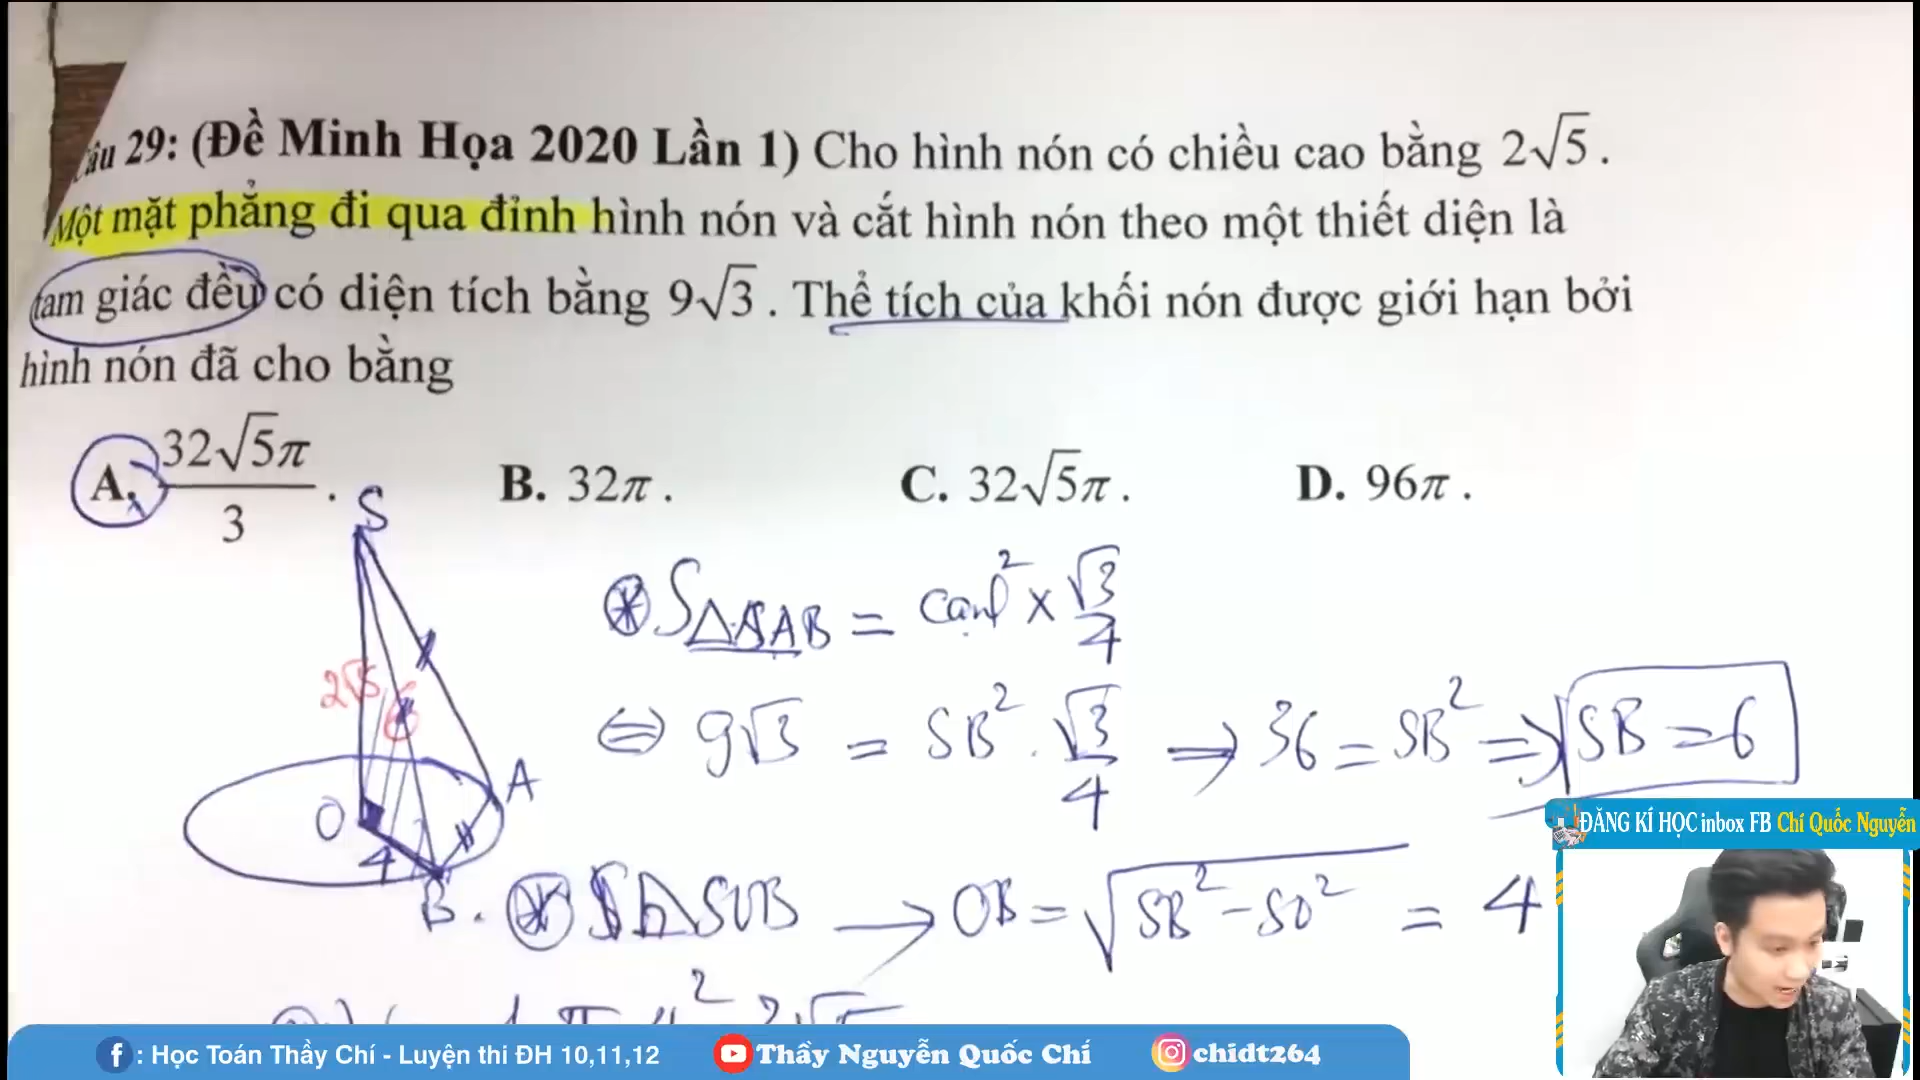 Câu 29: (Đề Minh Họa 2020 Lần 1) Cho hình nón có chiều cao bằng 2√5 .
Một mặt phẳng đi qua đỉnh hình nón và cắt hình nón theo một thiết diện là
tam giác đều có diện tích bằng 9√3 . Thể tích của khối nón được giới hạn bởi
hình nón đã cho bằng
A. 32√5π/3 . B. 32π . C. 32√5π . D. 96π .
S
2√5 6
O A
4
B
⊛ S△SAB = cạnh² × √3/4
⇔ 9√3 = SB² . √3/4 → 36 = SB² ⇒ SB = 6
⊛ △SOB → OB = √SB² − SO² = 4
ĐĂNG KÍ HỌC inbox FB Chí Quốc Nguyễn
f : Học Toán Thầy Chí - Luyện thi ĐH 10,11,12
Thầy Nguyễn Quốc Chí
chidt264